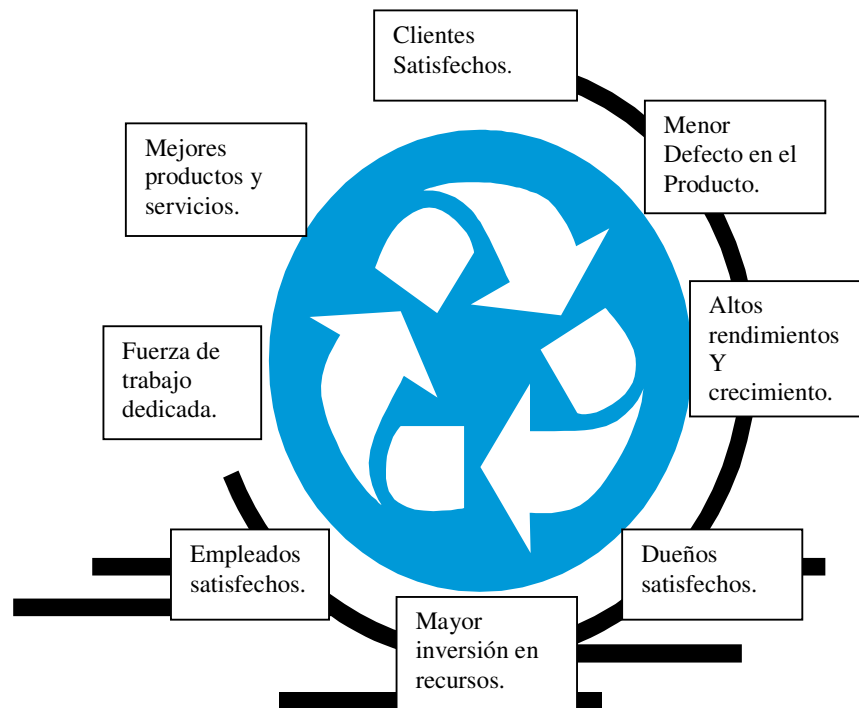 Clientes
Satisfechos.
Menor
Defecto en el
Producto.
Altos
rendimientos
Y
crecimiento.
Dueños
satisfechos.
Mayor
inversión en
recursos.
Empleados
satisfechos.
Fuerza de
trabajo
dedicada.
Mejores
productos y
servicios.